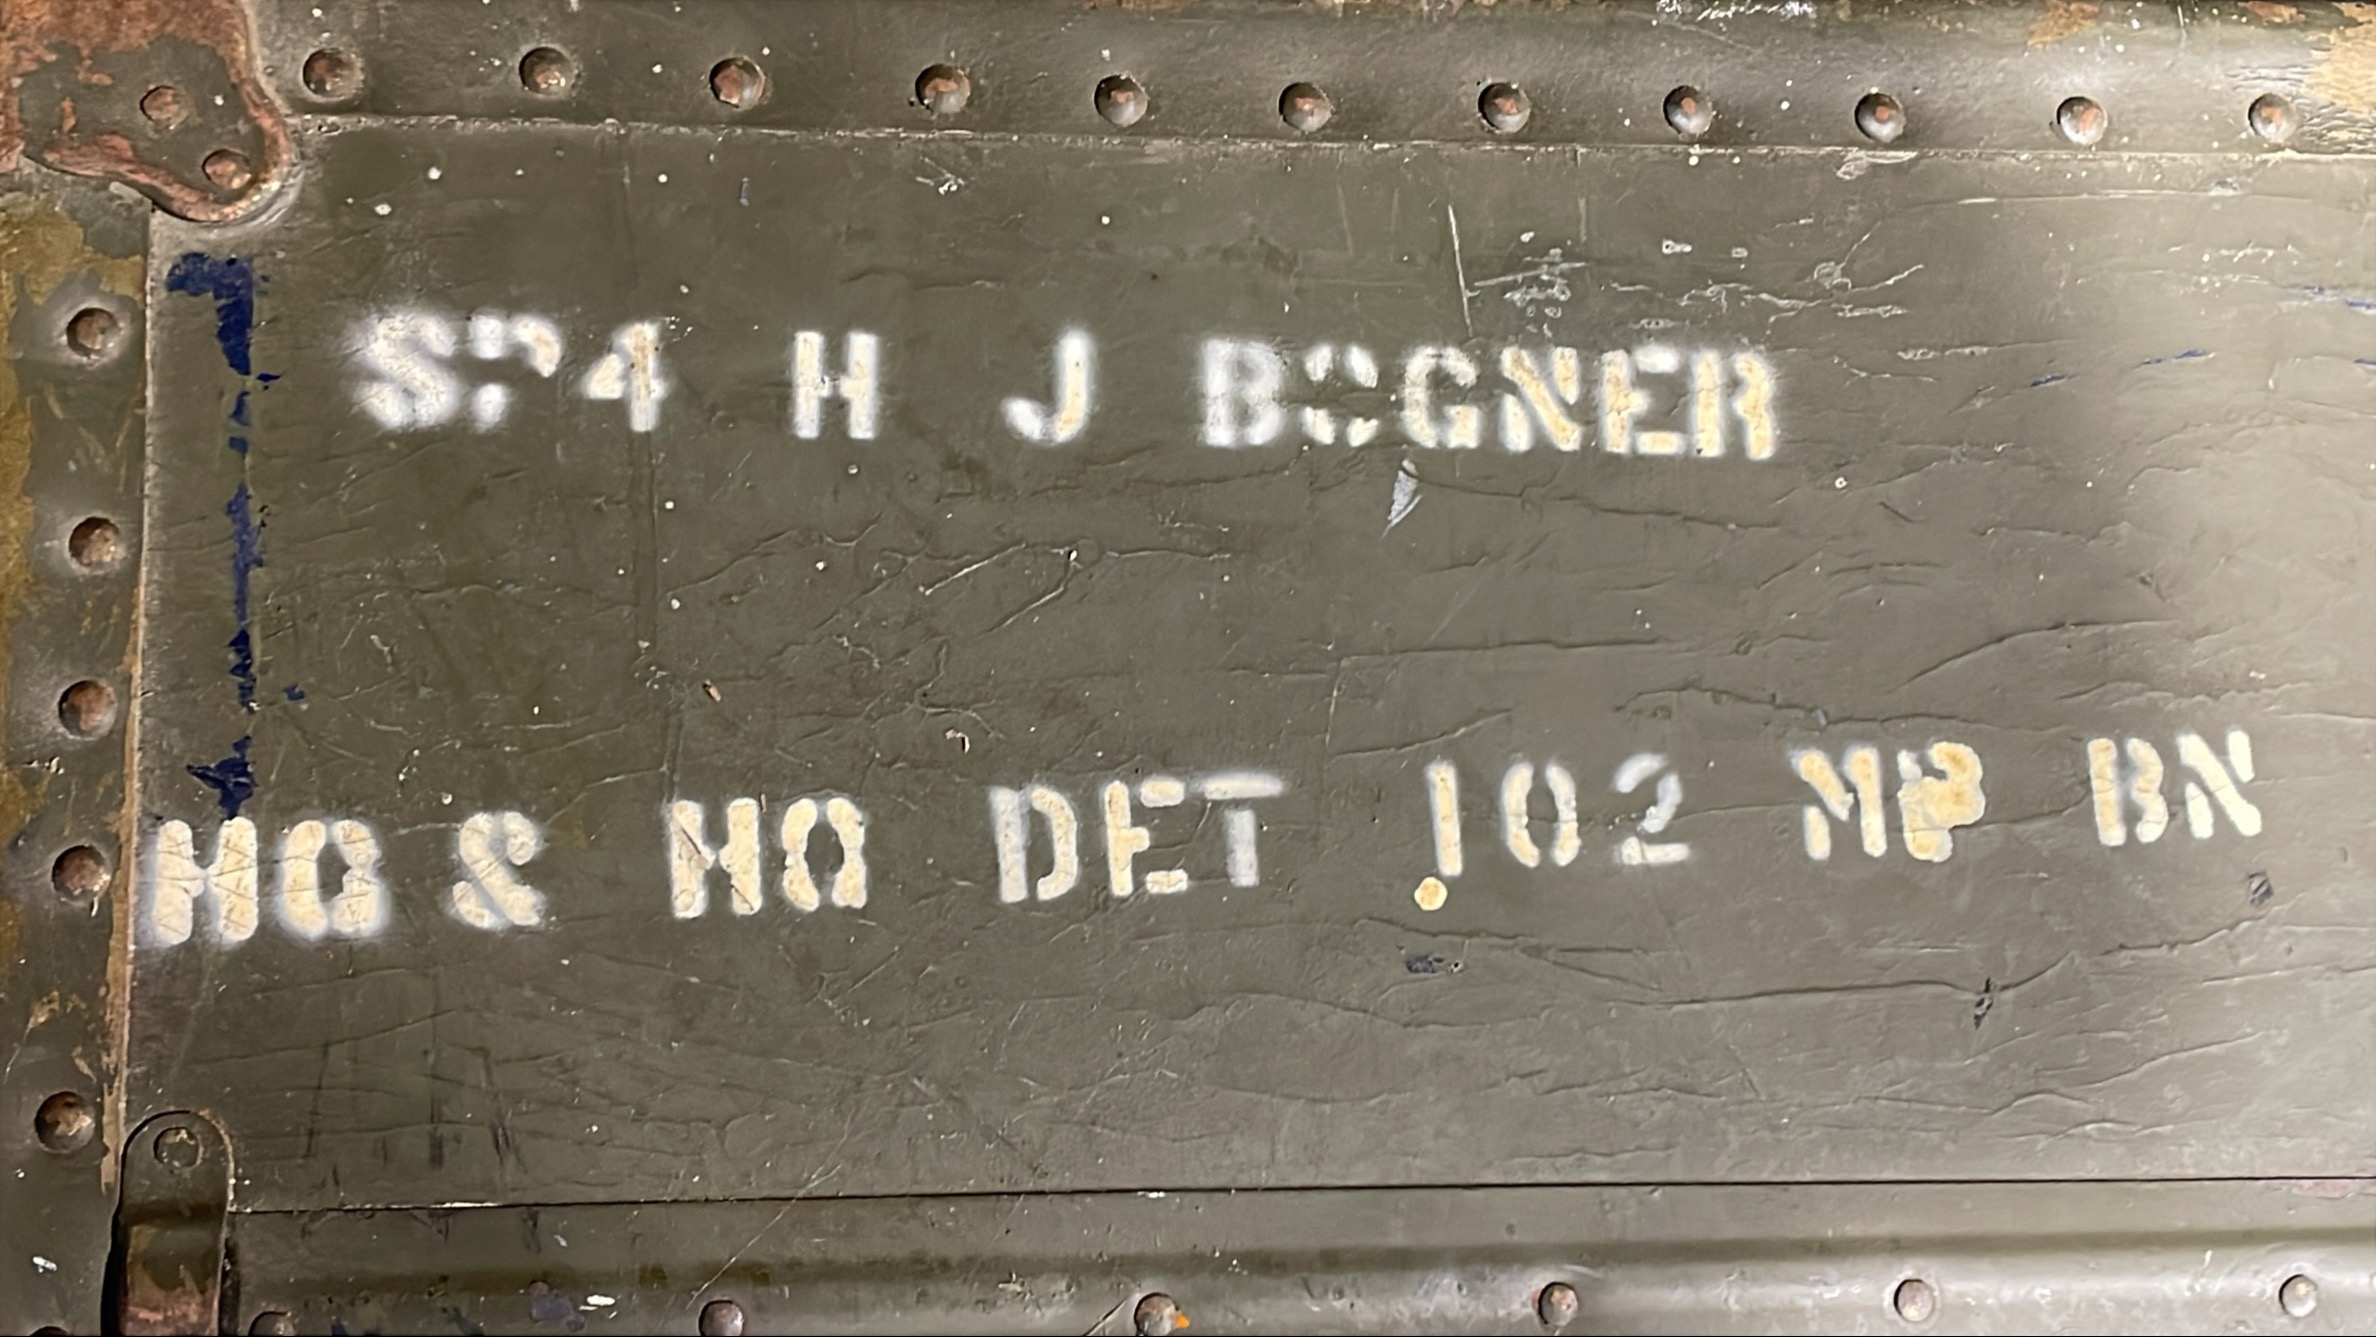 SP4 H J BOGNER
HQ & HQ DET 102 MP BN